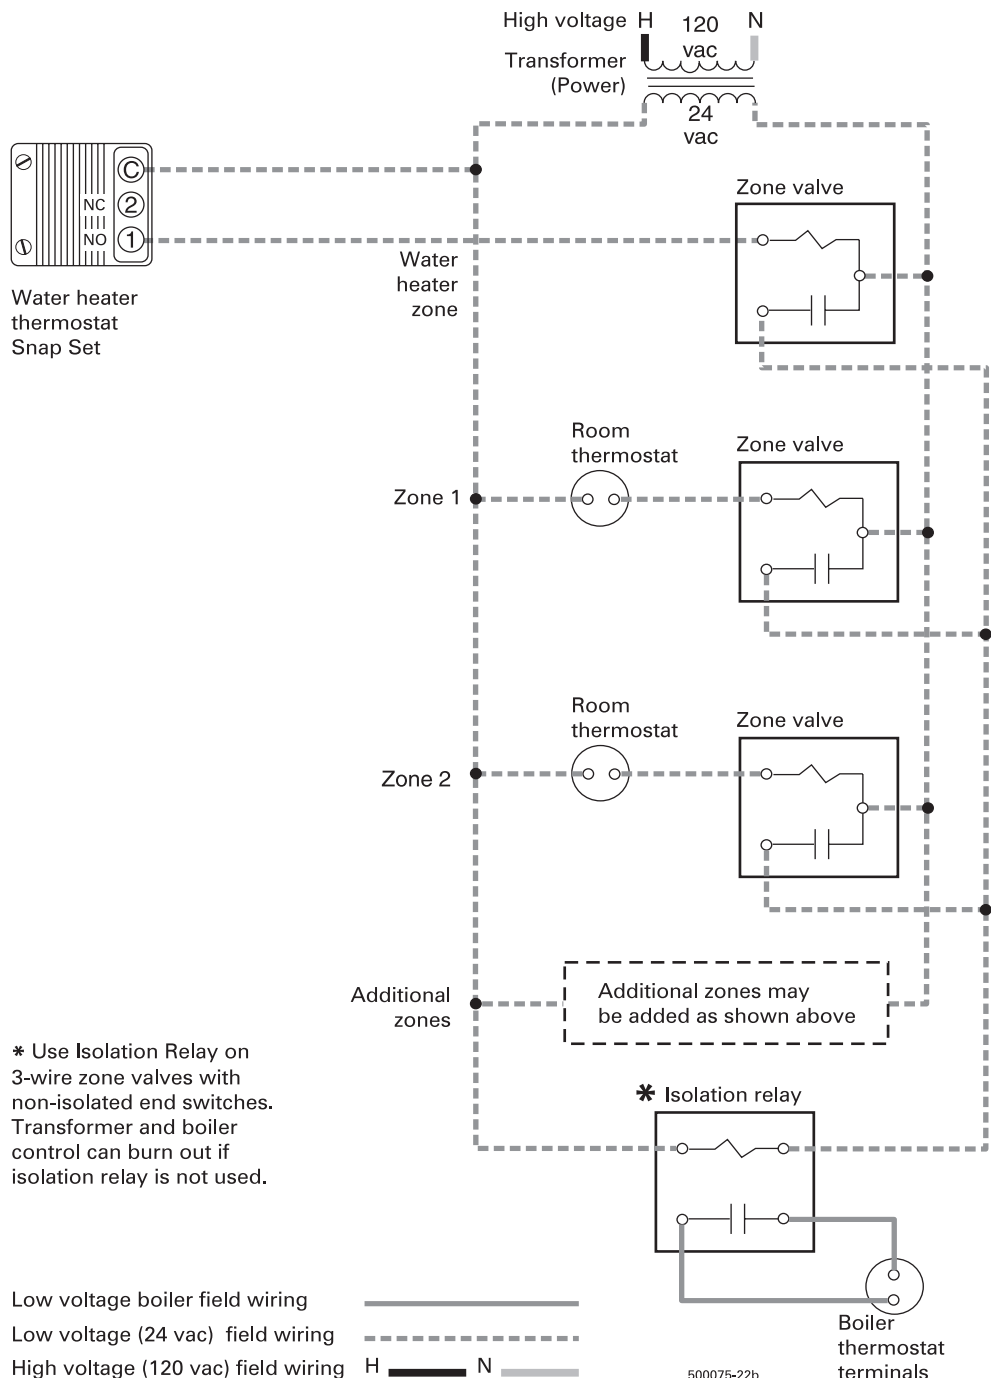 High voltage H 120 vac N
Transformer
(Power)
24
vac
C
NC 2
NO 1
Water heater
thermostat
Snap Set
Water
heater
zone
Zone valve
Room
thermostat
Zone valve
Zone 1
Room
thermostat
Zone valve
Zone 2
Additional
zones
Additional zones may
be added as shown above
* Use Isolation Relay on
3-wire zone valves with
non-isolated end switches.
Transformer and boiler
control can burn out if
isolation relay is not used.
* Isolation relay
Boiler
thermostat
terminals
Low voltage boiler field wiring
Low voltage (24 vac) field wiring
High voltage (120 vac) field wiring H N
500075-22b